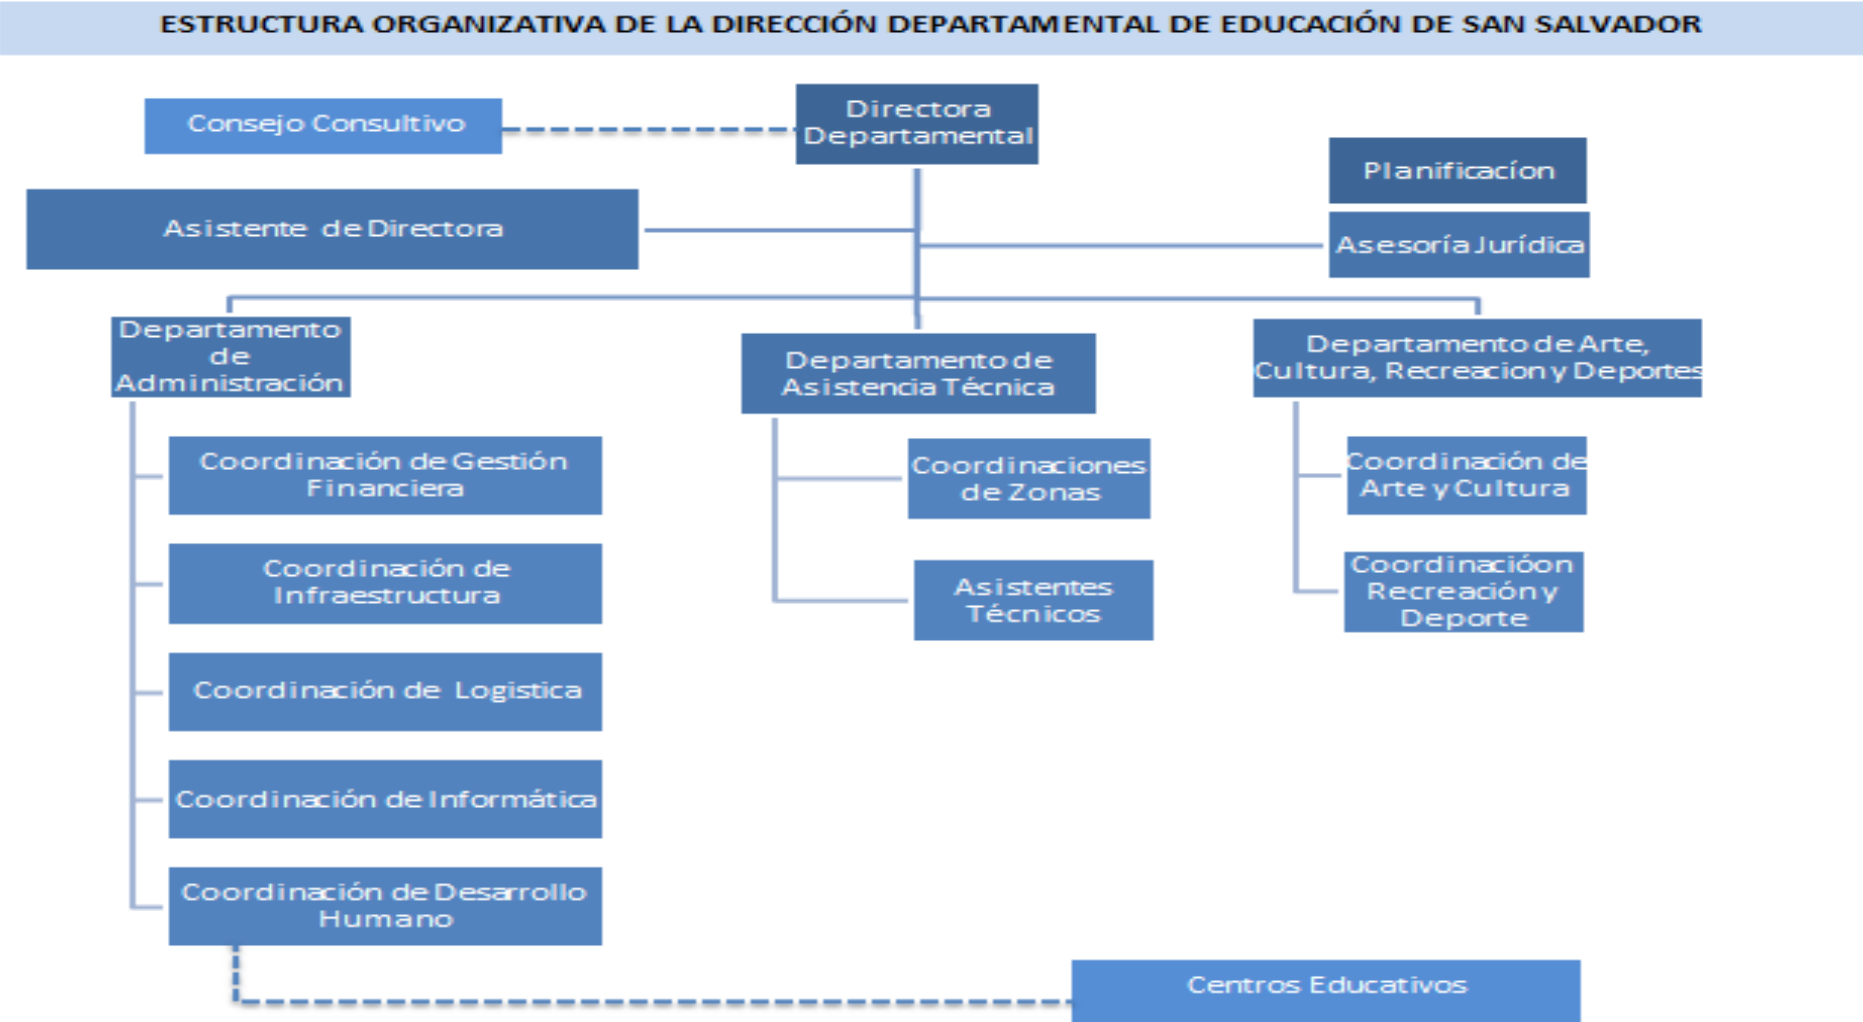 ESTRUCTURA ORGANIZATIVA DE LA DIRECCIÓN DEPARTAMENTAL DE EDUCACIÓN DE SAN SALVADOR
Consejo Consultivo
Directora
Departamental
Planificacíon
Asistente de Directora
Asesoría Jurídica
Departamento
de
Administración
Departamento de
Asistencia Técnica
Departamento de Arte,
Cultura, Recreacion y Deportes
Coordinación de Gestión
Financiera
Coordinaciones
de Zonas
Coordinación de
Arte y Cultura
Coordinación de
Infraestructura
Asistentes
Técnicos
Coordinacióon
Recreación y
Deporte
Coordinación de Logistica
Coordinación de Informática
Coordinación de Desarrollo
Humano
Centros Educativos